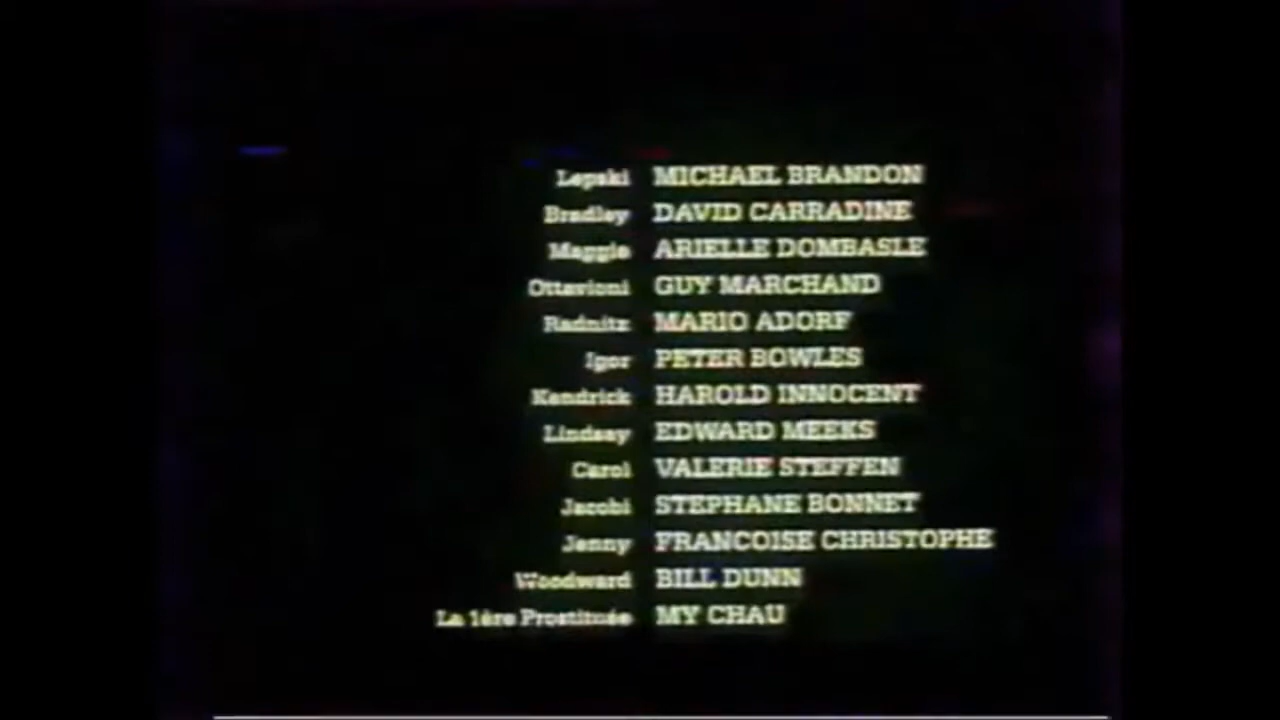 Lepski MICHAEL BRANDON
Bradley DAVID CARRADINE
Maggie ARIELLE DOMBASLE
Ottavioni GUY MARCHAND
Radnitz MARIO ADORF
Igor PETER BOWLES
Kendrick HAROLD INNOCENT
Lindsay EDWARD MEEKS
Carol VALERIE STEFFEN
Jacobi STEPHANE BONNET
Jenny FRANCOISE CHRISTOPHE
Woodward BILL DUNN
La 1ère Prostituée MY CHAU